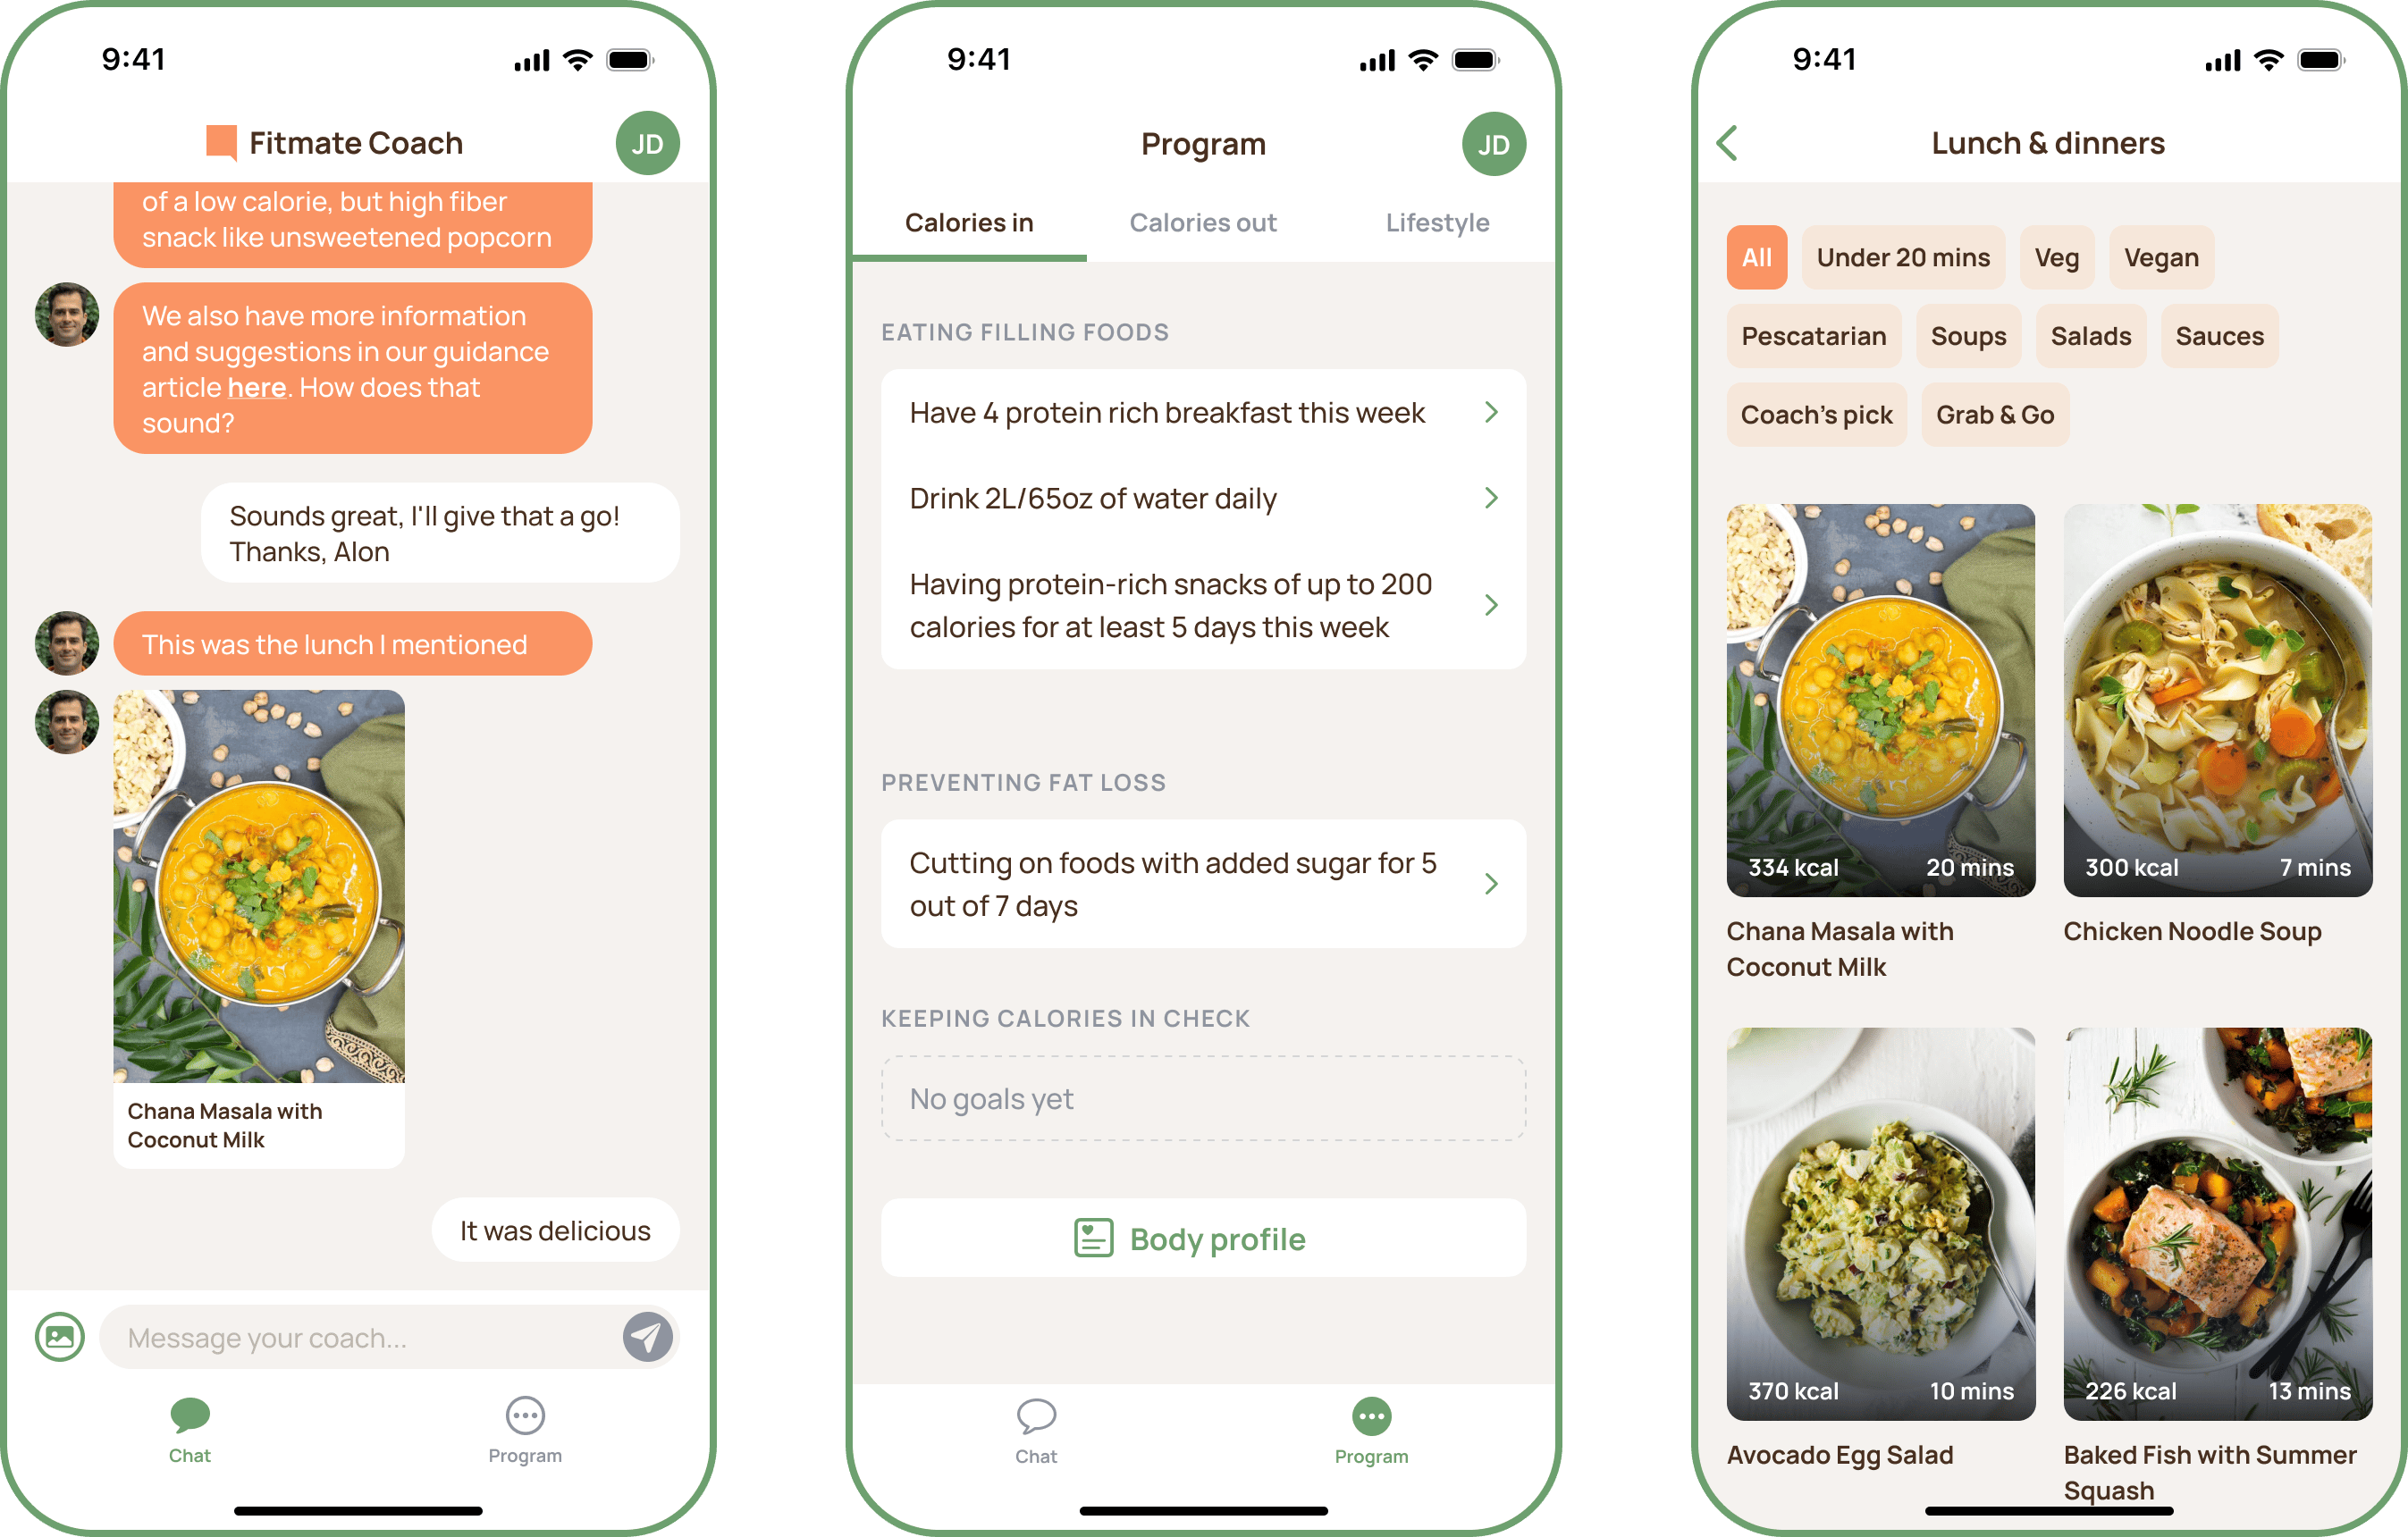 9:41
Fitmate Coach
JD
of a low calorie, but high fiber
snack like unsweetened popcorn
We also have more information
and suggestions in our guidance
article here. How does that
sound?
Sounds great, I'll give that a go!
Thanks, Alon
This was the lunch I mentioned
Chana Masala with
Coconut Milk
It was delicious
Message your coach...
Chat
Program
9:41
Program
JD
Calories in
Calories out
Lifestyle
EATING FILLING FOODS
Have 4 protein rich breakfast this week
Drink 2L/65oz of water daily
Having protein-rich snacks of up to 200
calories for at least 5 days this week
PREVENTING FAT LOSS
Cutting on foods with added sugar for 5
out of 7 days
KEEPING CALORIES IN CHECK
No goals yet
Body profile
Chat
Program
9:41
Lunch & dinners
All
Under 20 mins
Veg
Vegan
Pescatarian
Soups
Salads
Sauces
Coach's pick
Grab & Go
334 kcal
20 mins
Chana Masala with
Coconut Milk
300 kcal
7 mins
Chicken Noodle Soup
370 kcal
10 mins
Avocado Egg Salad
226 kcal
13 mins
Baked Fish with Summer
Squash